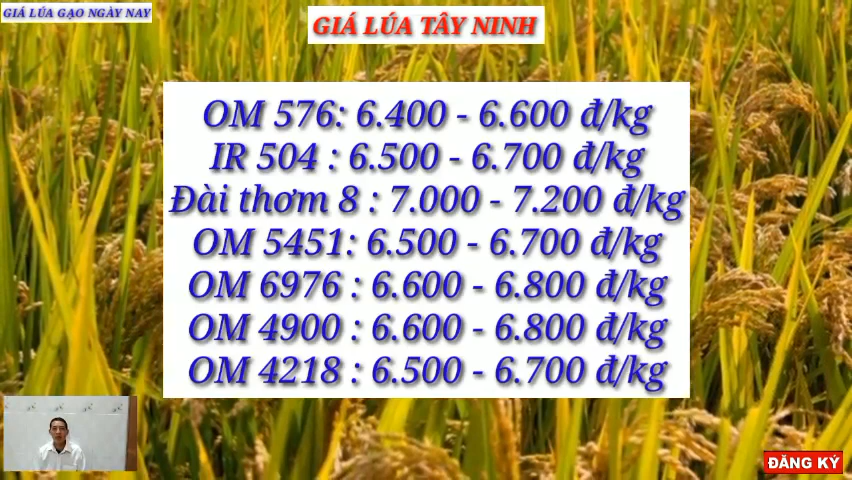 GIÁ LÚA GẠO NGÀY NAY
GIÁ LÚA TÂY NINH
OM 576: 6.400 - 6.600 đ/kg
IR 504 : 6.500 - 6.700 đ/kg
Đài thơm 8 : 7.000 - 7.200 đ/kg
OM 5451: 6.500 - 6.700 đ/kg
OM 6976 : 6.600 - 6.800 đ/kg
OM 4900 : 6.600 - 6.800 đ/kg
OM 4218 : 6.500 - 6.700 đ/kg
ĐĂNG KÝ